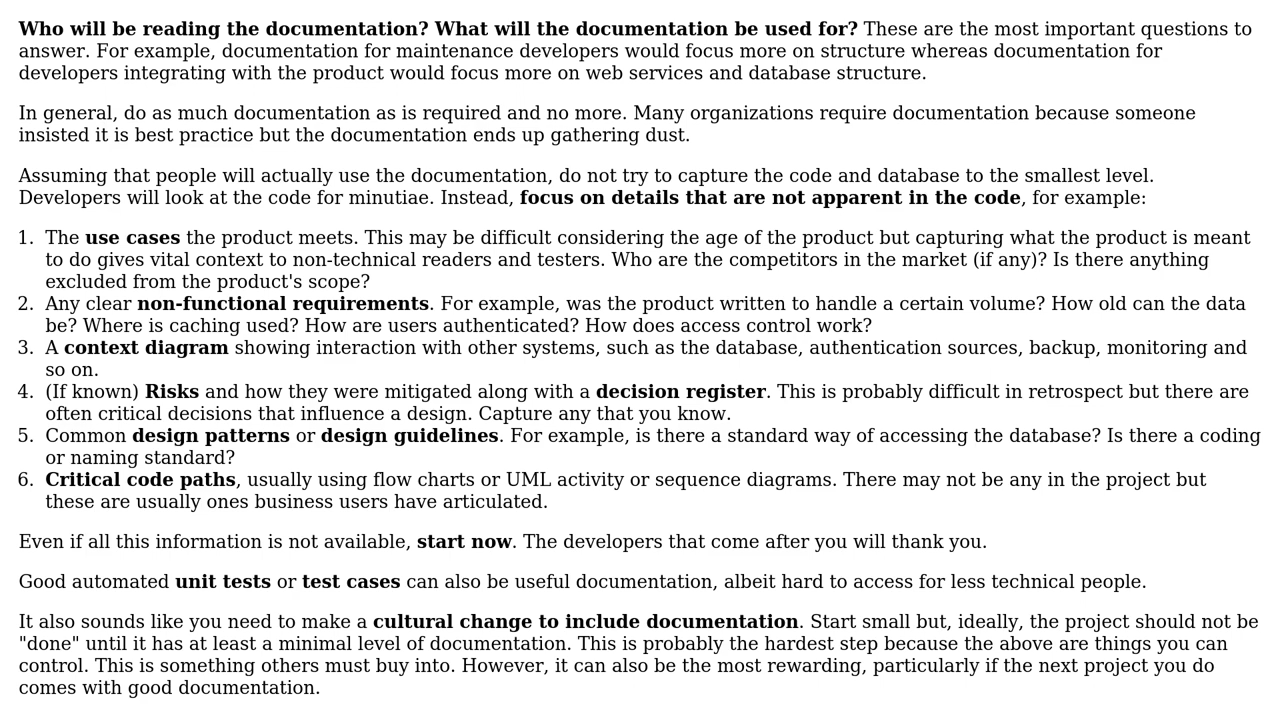 Who will be reading the documentation? What will the documentation be used for? These are the most important questions to
answer. For example, documentation for maintenance developers would focus more on structure whereas documentation for
developers integrating with the product would focus more on web services and database structure.
In general, do as much documentation as is required and no more. Many organizations require documentation because someone
insisted it is best practice but the documentation ends up gathering dust.
Assuming that people will actually use the documentation, do not try to capture the code and database to the smallest level.
Developers will look at the code for minutiae. Instead, focus on details that are not apparent in the code, for example:
1. The use cases the product meets. This may be difficult considering the age of the product but capturing what the product is meant
to do gives vital context to non-technical readers and testers. Who are the competitors in the market (if any)? Is there anything
excluded from the product's scope?
2. Any clear non-functional requirements. For example, was the product written to handle a certain volume? How old can the data
be? Where is caching used? How are users authenticated? How does access control work?
3. A context diagram showing interaction with other systems, such as the database, authentication sources, backup, monitoring and
so on.
4. (If known) Risks and how they were mitigated along with a decision register. This is probably difficult in retrospect but there are
often critical decisions that influence a design. Capture any that you know.
5. Common design patterns or design guidelines. For example, is there a standard way of accessing the database? Is there a coding
or naming standard?
6. Critical code paths, usually using flow charts or UML activity or sequence diagrams. There may not be any in the project but
these are usually ones business users have articulated.
Even if all this information is not available, start now. The developers that come after you will thank you.
Good automated unit tests or test cases can also be useful documentation, albeit hard to access for less technical people.
It also sounds like you need to make a cultural change to include documentation. Start small but, ideally, the project should not be
"done" until it has at least a minimal level of documentation. This is probably the hardest step because the above are things you can
control. This is something others must buy into. However, it can also be the most rewarding, particularly if the next project you do
comes with good documentation.